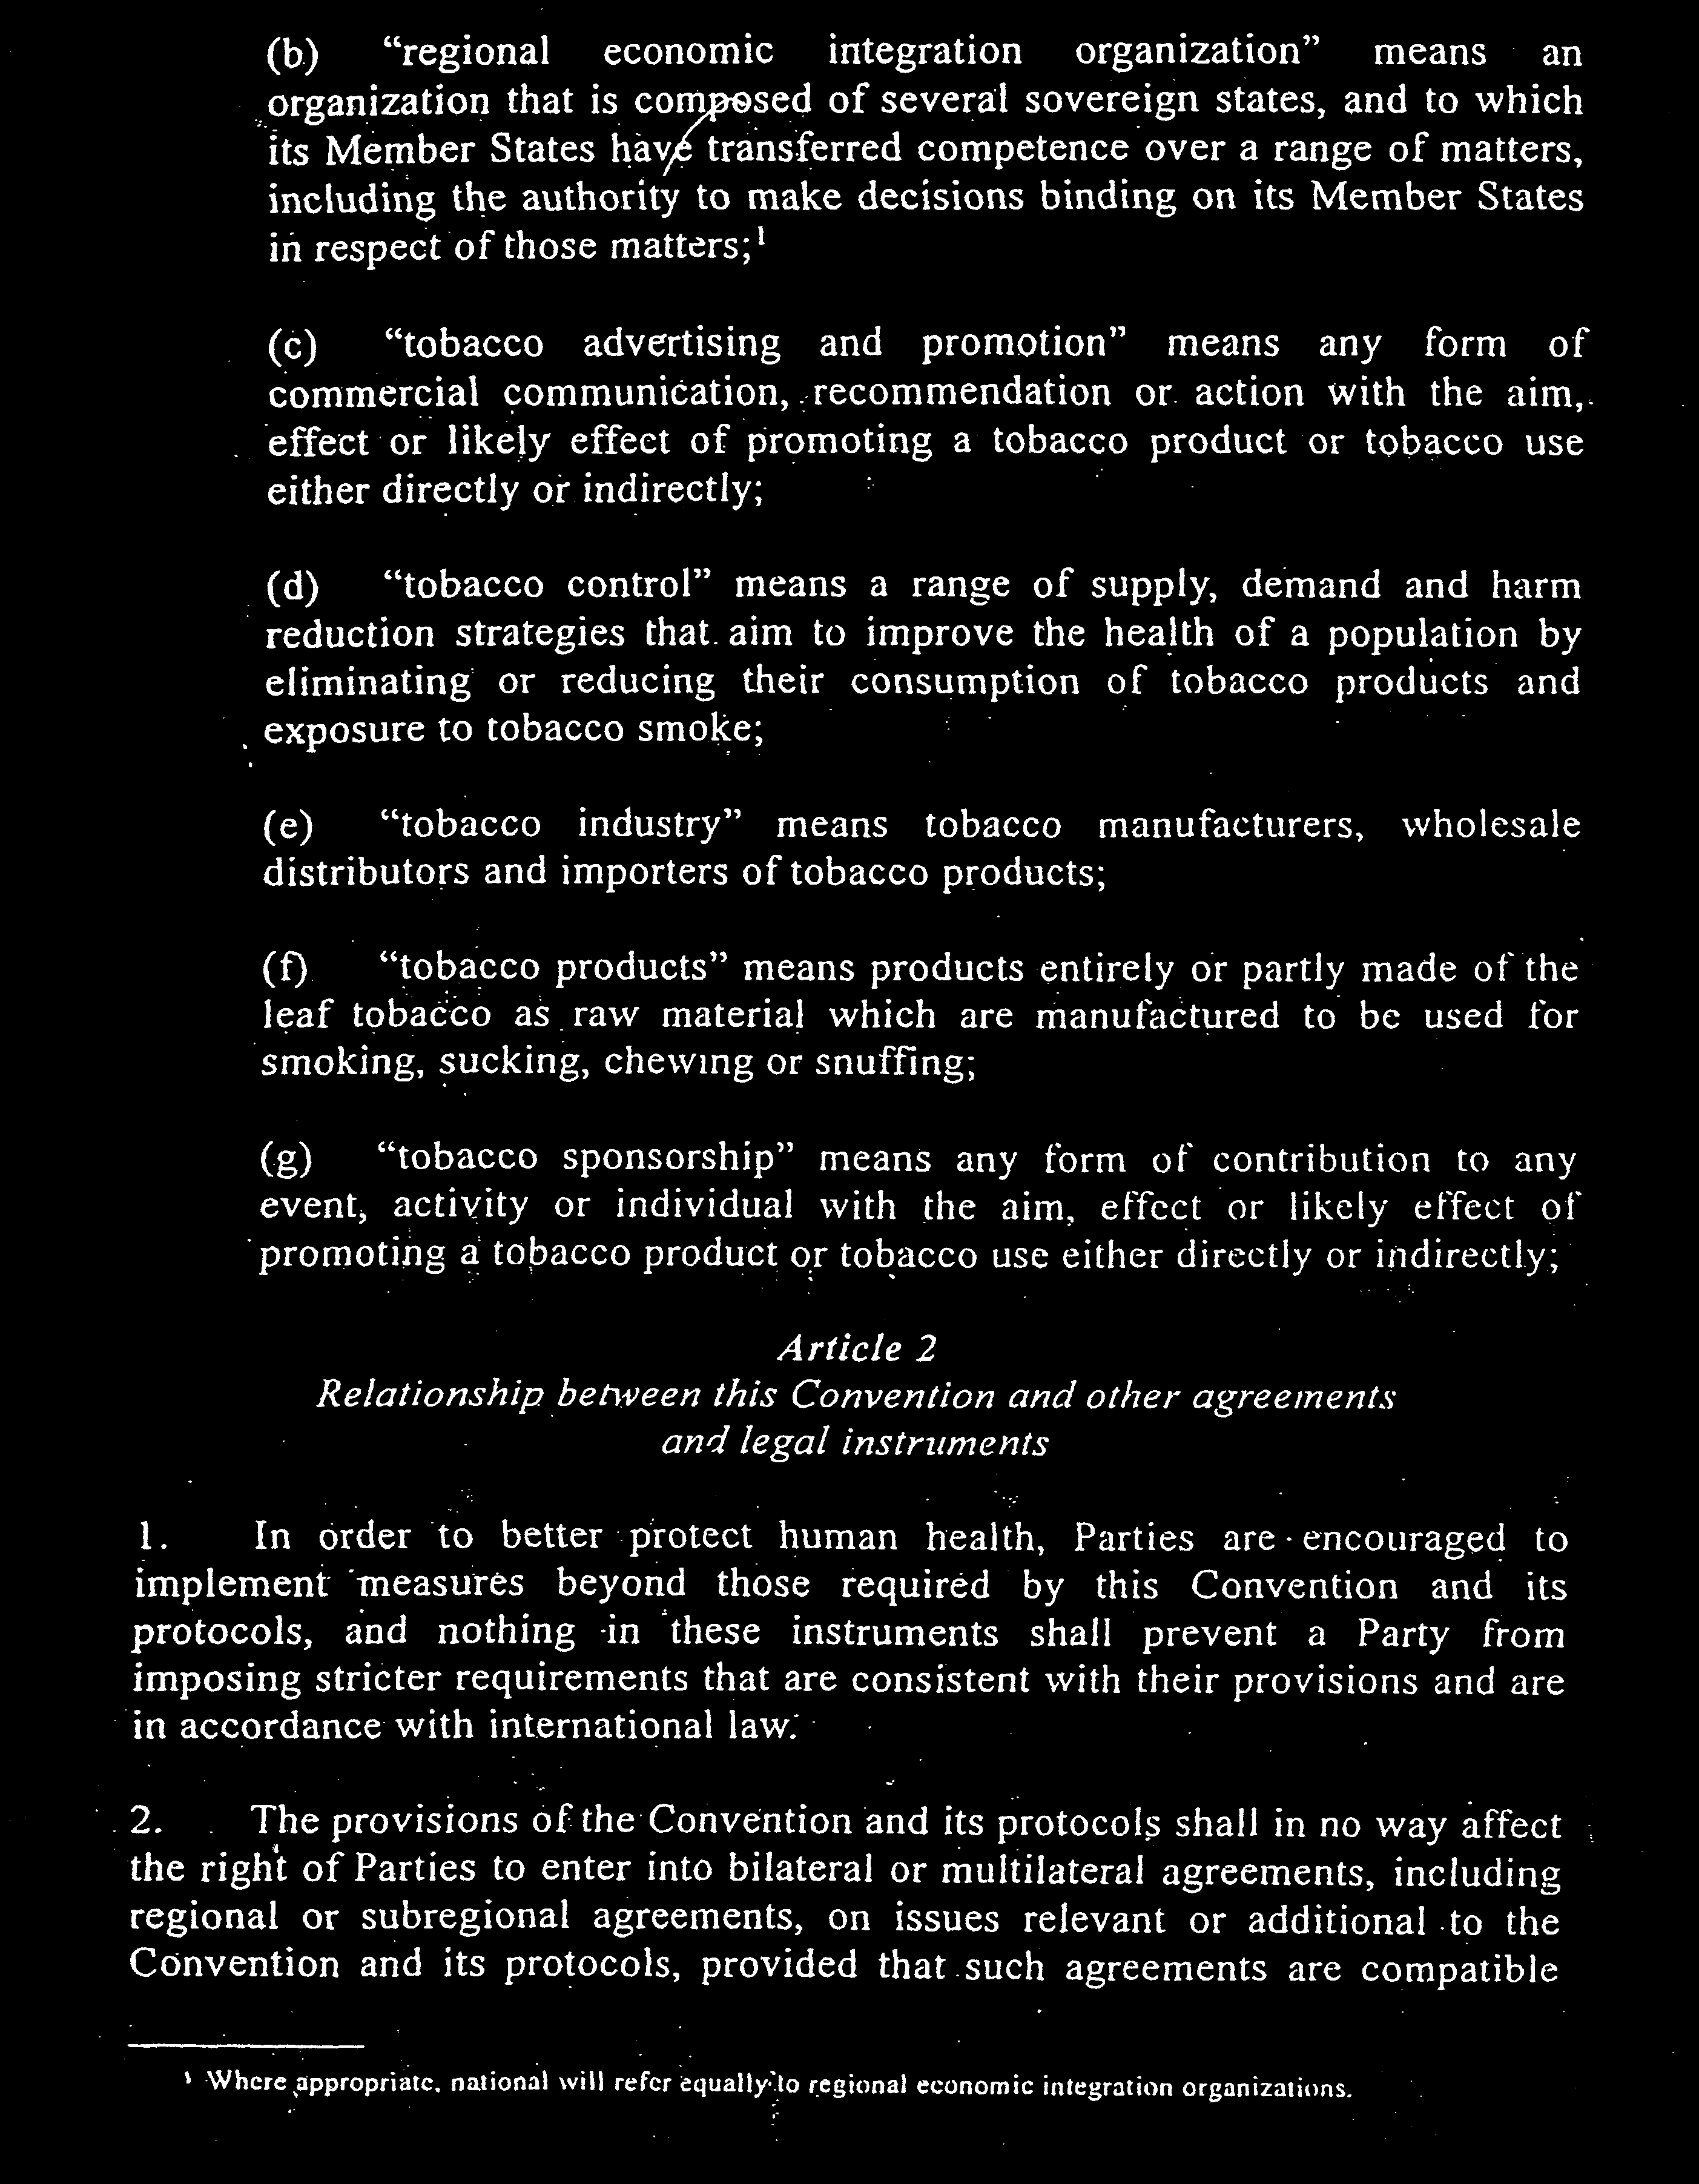 (b) “regional economic integration organization” means an
organization that is composed of several sovereign states, and to which
its Member States have transferred competence over a range of matters,
including the authority to make decisions binding on its Member States
in respect of those matters;¹
(c) “tobacco advertising and promotion” means any form of
commercial communication, recommendation or action with the aim,
effect or likely effect of promoting a tobacco product or tobacco use
either directly or indirectly;
(d) “tobacco control” means a range of supply, demand and harm
reduction strategies that aim to improve the health of a population by
eliminating or reducing their consumption of tobacco products and
exposure to tobacco smoke;
(e) “tobacco industry” means tobacco manufacturers, wholesale
distributors and importers of tobacco products;
(f) “tobacco products” means products entirely or partly made of the
leaf tobacco as raw material which are manufactured to be used for
smoking, sucking, chewing or snuffing;
(g) “tobacco sponsorship” means any form of contribution to any
event, activity or individual with the aim, effect or likely effect of
promoting a tobacco product or tobacco use either directly or indirectly;
Article 2
Relationship between this Convention and other agreements
and legal instruments
1. In order to better protect human health, Parties are encouraged to
implement measures beyond those required by this Convention and its
protocols, and nothing in these instruments shall prevent a Party from
imposing stricter requirements that are consistent with their provisions and are
in accordance with international law.
2. The provisions of the Convention and its protocols shall in no way affect
the right of Parties to enter into bilateral or multilateral agreements, including
regional or subregional agreements, on issues relevant or additional to the
Convention and its protocols, provided that such agreements are compatible
¹ Where appropriate, national will refer equally to regional economic integration organizations.